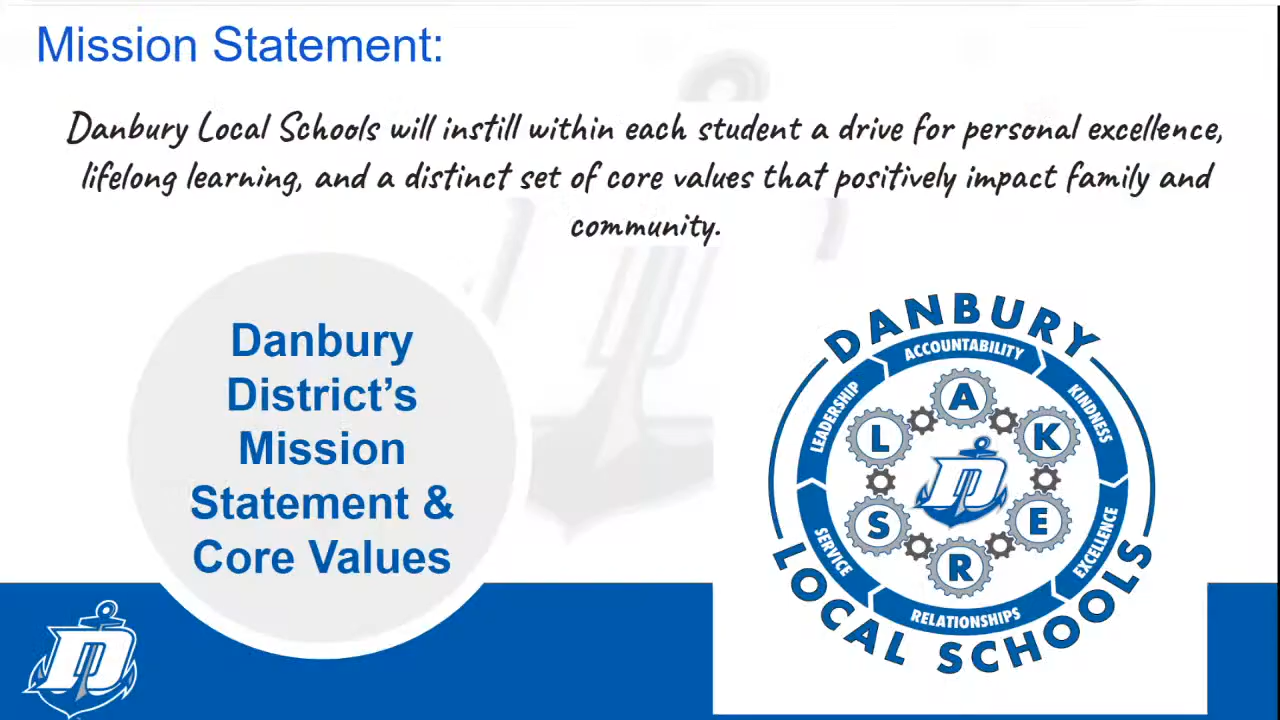 Mission Statement:
Danbury Local Schools will instill within each student a drive for personal excellence,
lifelong learning, and a distinct set of core values that positively impact family and
community.
Danbury
District’s
Mission
Statement &
Core Values
DANBURY
ACCOUNTABILITY
LEADERSHIP
KINDNESS
A
L
K
D
S
E
R
SERVICE
EXCELLENCE
RELATIONSHIPS
LOCAL SCHOOLS
D